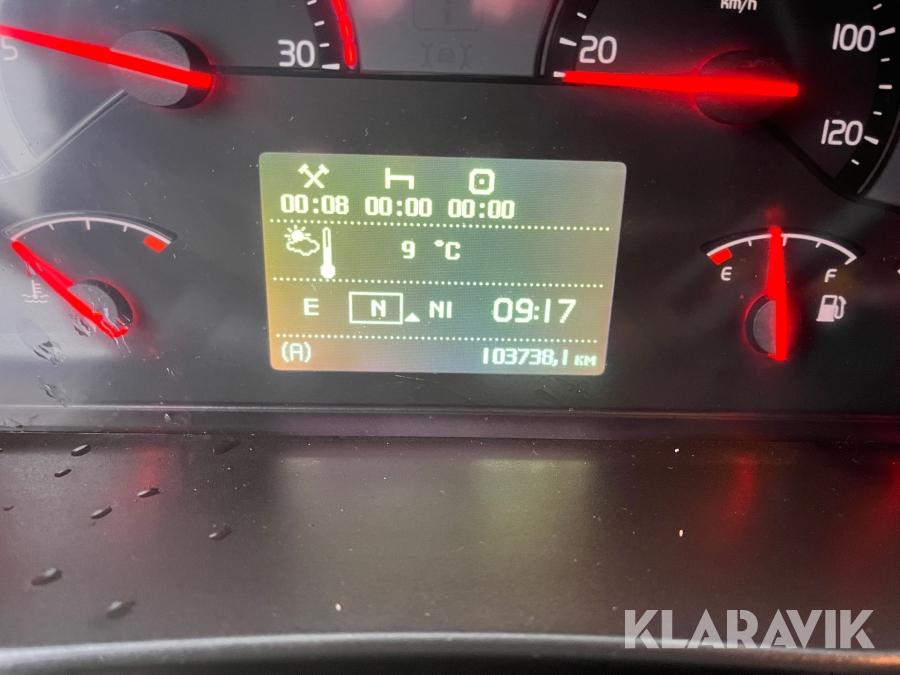 km/h
5 30 20 100
120
00:08 00:00 00:00
9 °C
E F
E N NI 09:17
(A) 103738,1 KM
KLARAVIK